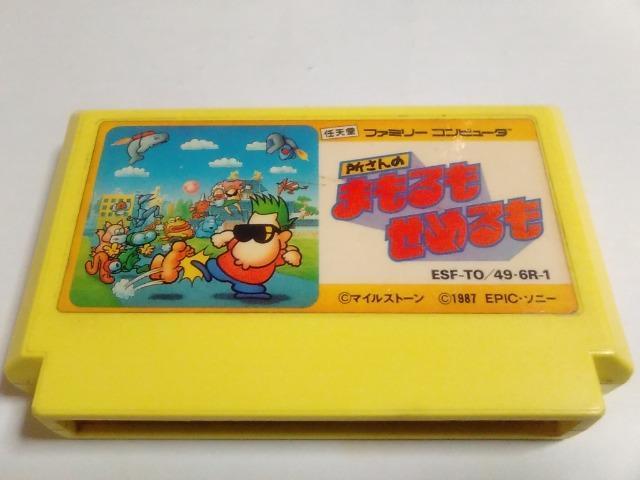 任天堂 ファミリー コンピュータ
所さんの
まもるも
せめるも
ESF-TO/49-6R-1
©マイルストーン ©1987 EPIC・ソニー